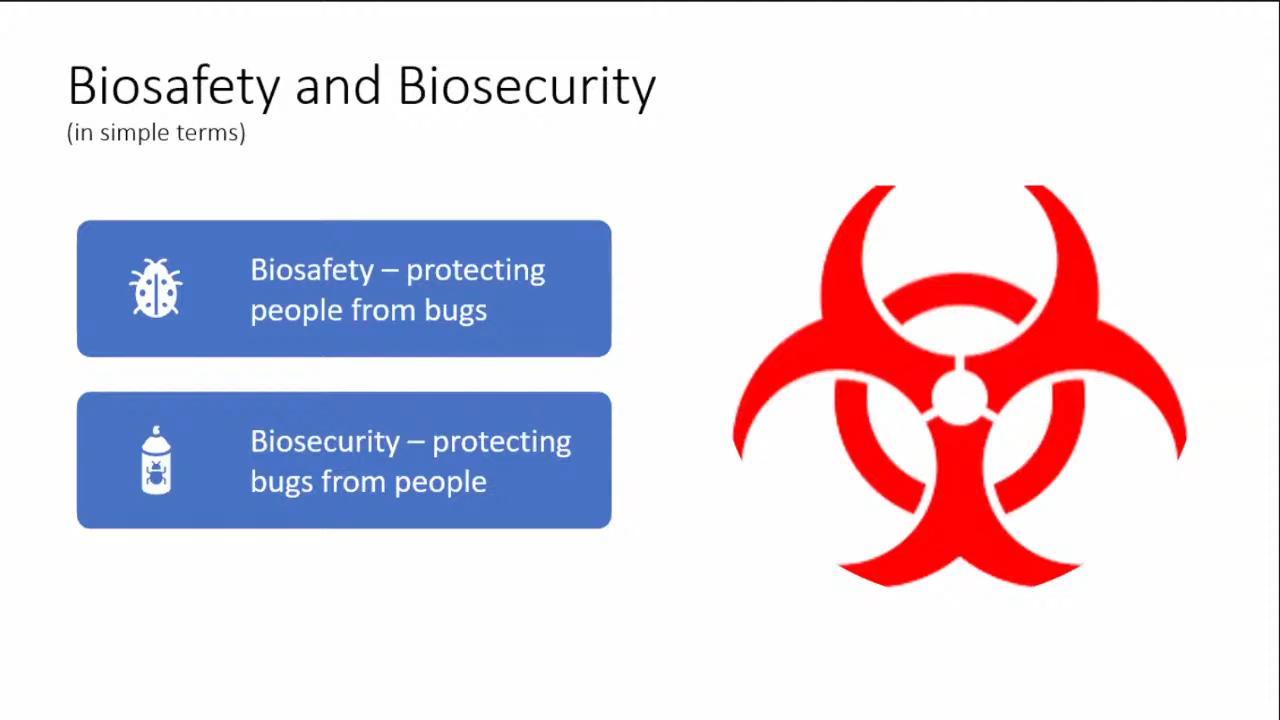 Biosafety and Biosecurity
(in simple terms)
Biosafety – protecting
people from bugs
Biosecurity – protecting
bugs from people